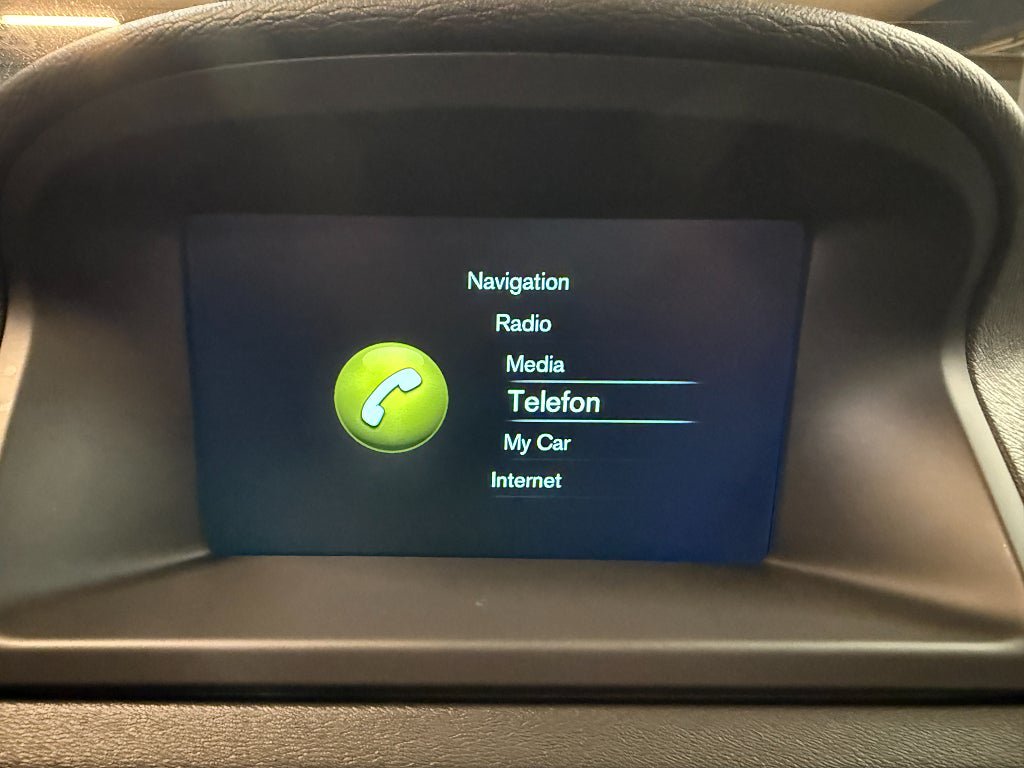 Navigation
Radio
Media
Telefon
My Car
Internet